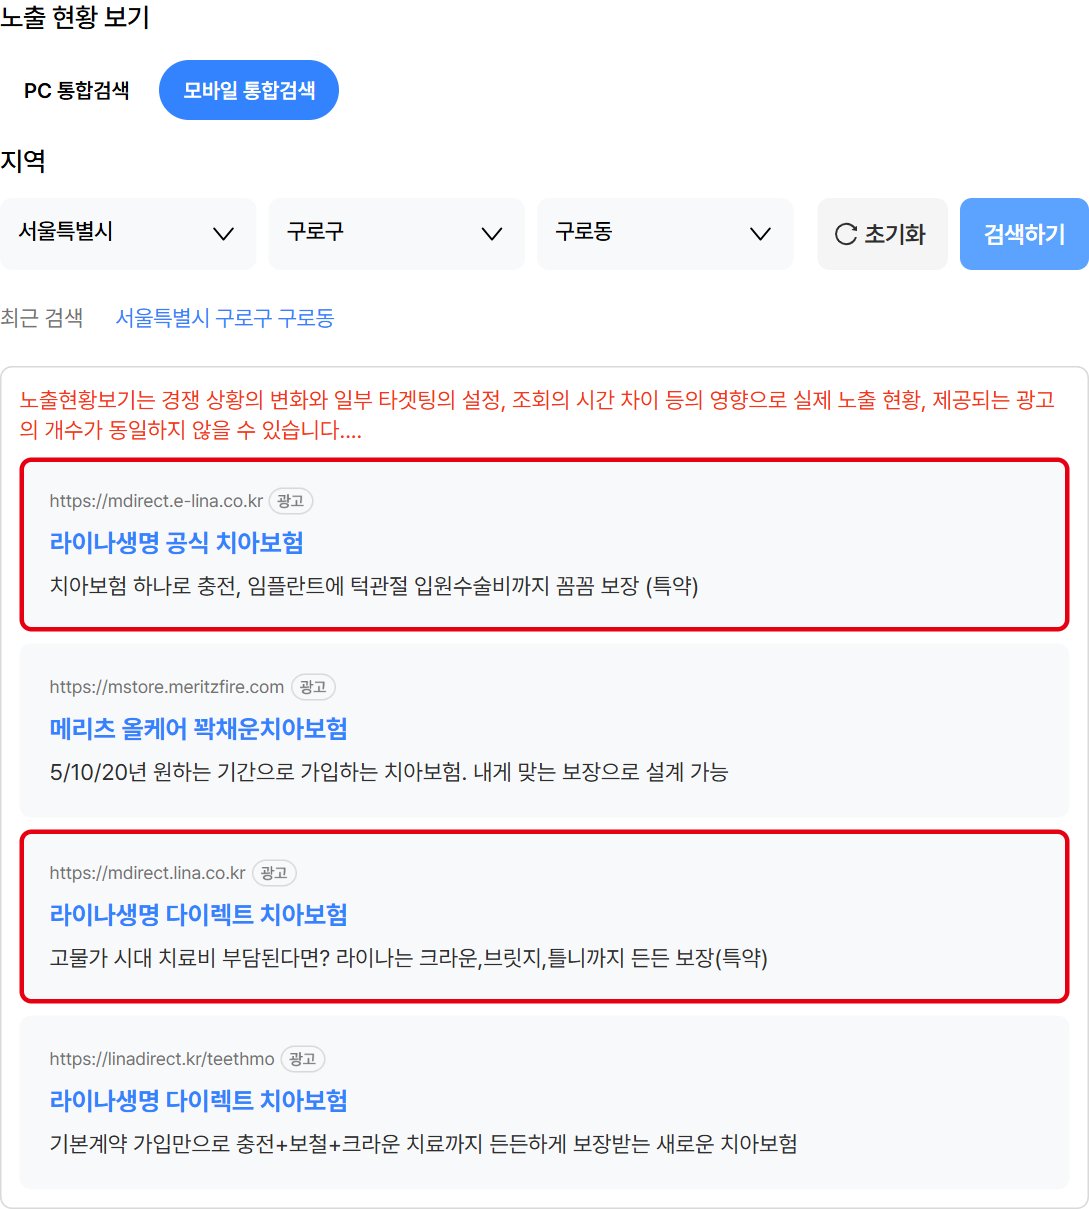 노출 현황 보기
PC 통합검색 모바일 통합검색
지역
서울특별시 구로구 구로동 초기화 검색하기
최근 검색 서울특별시 구로구 구로동
노출현황보기는 경쟁 상황의 변화와 일부 타겟팅의 설정, 조회의 시간 차이 등의 영향으로 실제 노출 현황, 제공되는 광고
의 개수가 동일하지 않을 수 있습니다....
https://mdirect.e-lina.co.kr 광고
라이나생명 공식 치아보험
치아보험 하나로 충전, 임플란트에 턱관절 입원수술비까지 꼼꼼 보장 (특약)
https://mstore.meritzfire.com 광고
메리츠 올케어 꽉채운치아보험
5/10/20년 원하는 기간으로 가입하는 치아보험. 내게 맞는 보장으로 설계 가능
https://mdirect.lina.co.kr 광고
라이나생명 다이렉트 치아보험
고물가 시대 치료비 부담된다면? 라이나는 크라운,브릿지,틀니까지 든든 보장(특약)
https://linadirect.kr/teethmo 광고
라이나생명 다이렉트 치아보험
기본계약 가입만으로 충전+보철+크라운 치료까지 든든하게 보장받는 새로운 치아보험